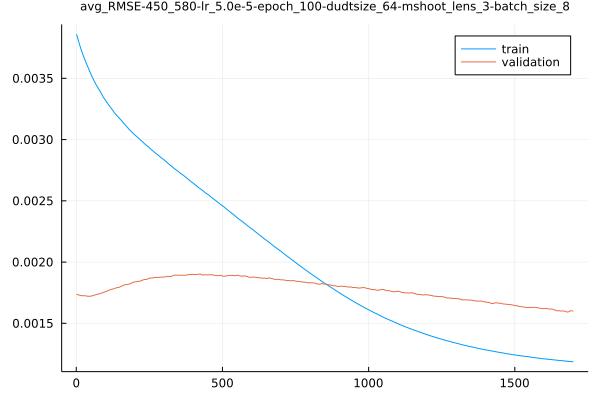 avg_RMSE-450_580-lr_5.0e-5-epoch_100-dudtsize_64-mshoot_lens_3-batch_size_8
train
validation
0.0035
0.0030
0.0025
0.0020
0.0015
0 500 1000 1500